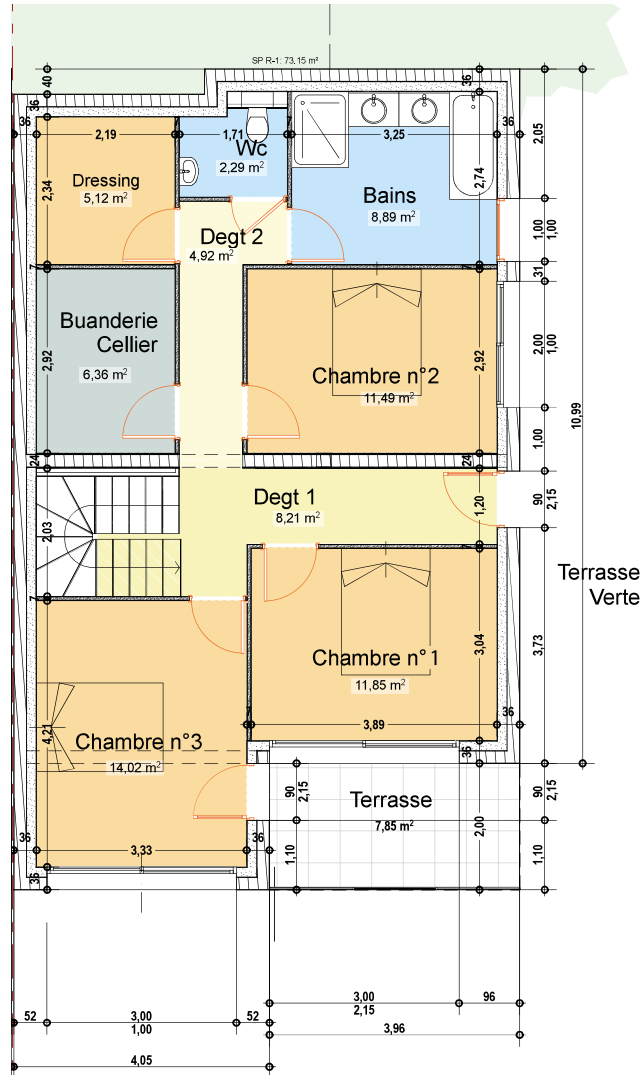 SP R-1: 73,15 m²
40
36
36
36
2,19
1,71
3,25
36
2,05
Wc
2,29 m²
Dressing
5,12 m²
2,34
2,74
Bains
8,89 m²
Degt 2
4,92 m²
1,00
1,00
7
7
31
Buanderie
Cellier
6,36 m²
2,92
Chambre n°2
11,49 m²
2,92
2,00
1,00
10,99
1,00
24
24
Degt 1
8,21 m²
1,20
90
2,15
2,03
7
7
Terrasse
Verte
Chambre n°1
11,85 m²
3,04
3,73
7
3,89
36
4,21
Chambre n°3
14,02 m²
36
90
2,15
Terrasse
7,85 m²
2,00
90
2,15
36
3,33
36
1,10
1,10
36
3,00
2,15
96
52
3,00
1,00
52
3,96
4,05